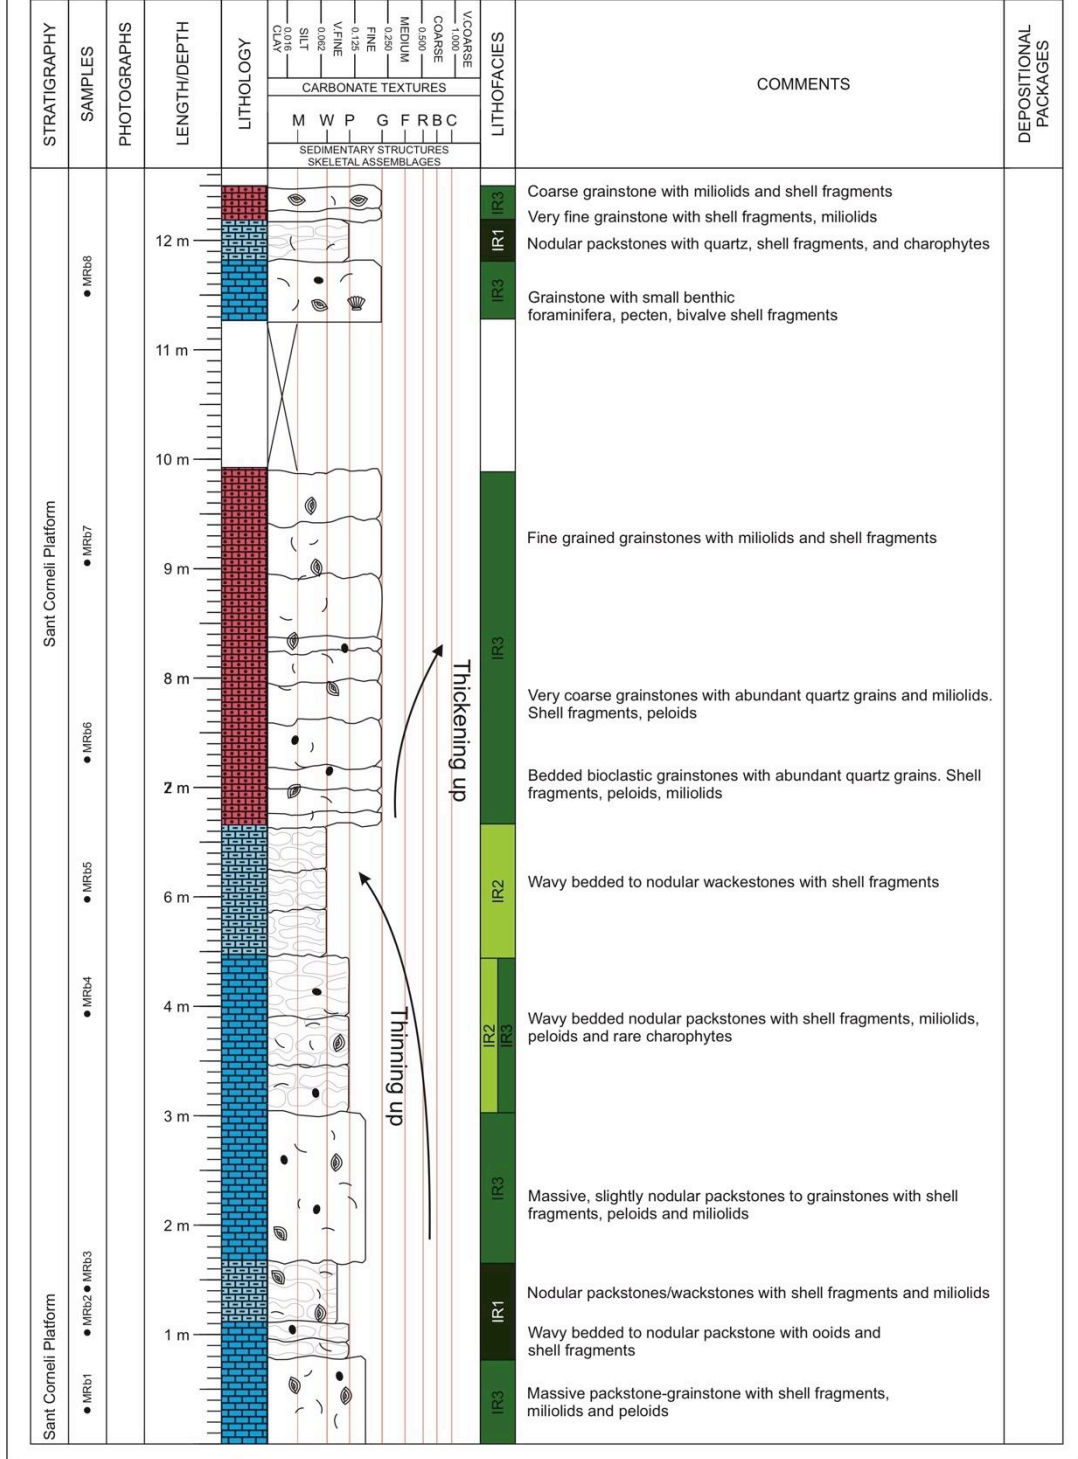 STRATIGRAPHY
SAMPLES
PHOTOGRAPHS
LENGTH/DEPTH
LITHOLOGY
CLAY
0.016
SILT
0.062
V.FINE
0.125
FINE
0.250
MEDIUM
0.500
COARSE
1.000
V.COARSE
CARBONATE TEXTURES
M W P G F R B C
SEDIMENTARY STRUCTURES
SKELETAL ASSEMBLAGES
LITHOFACIES
COMMENTS
DEPOSITIONAL
PACKAGES
IR3
Coarse grainstone with miliolids and shell fragments
Very fine grainstone with shell fragments, miliolids
12 m
IR1
Nodular packstones with quartz, shell fragments, and charophytes
MRb8
IR3
Grainstone with small benthic
foraminifera, pecten, bivalve shell fragments
11 m
10 m
Sant Corneli Platform
MRb7
Fine grained grainstones with miliolids and shell fragments
9 m
IR3
8 m
Thickening up
Very coarse grainstones with abundant quartz grains and miliolids.
Shell fragments, peloids
MRb6
Bedded bioclastic grainstones with abundant quartz grains. Shell
fragments, peloids, miliolids
m
MRb5
6 m
IR2
Wavy bedded to nodular wackestones with shell fragments
MRb4
4 m
IR2
IR3
Wavy bedded nodular packstones with shell fragments, miliolids,
peloids and rare charophytes
Thinning up
3 m
IR3
Massive, slightly nodular packstones to grainstones with shell
fragments, peloids and miliolids
2 m
MRb3
MRb2
IR1
Nodular packstones/wackstones with shell fragments and miliolids
1 m
Wavy bedded to nodular packstone with ooids and
shell fragments
Sant Corneli Platform
MRb1
IR3
Massive packstone-grainstone with shell fragments,
miliolids and peloids